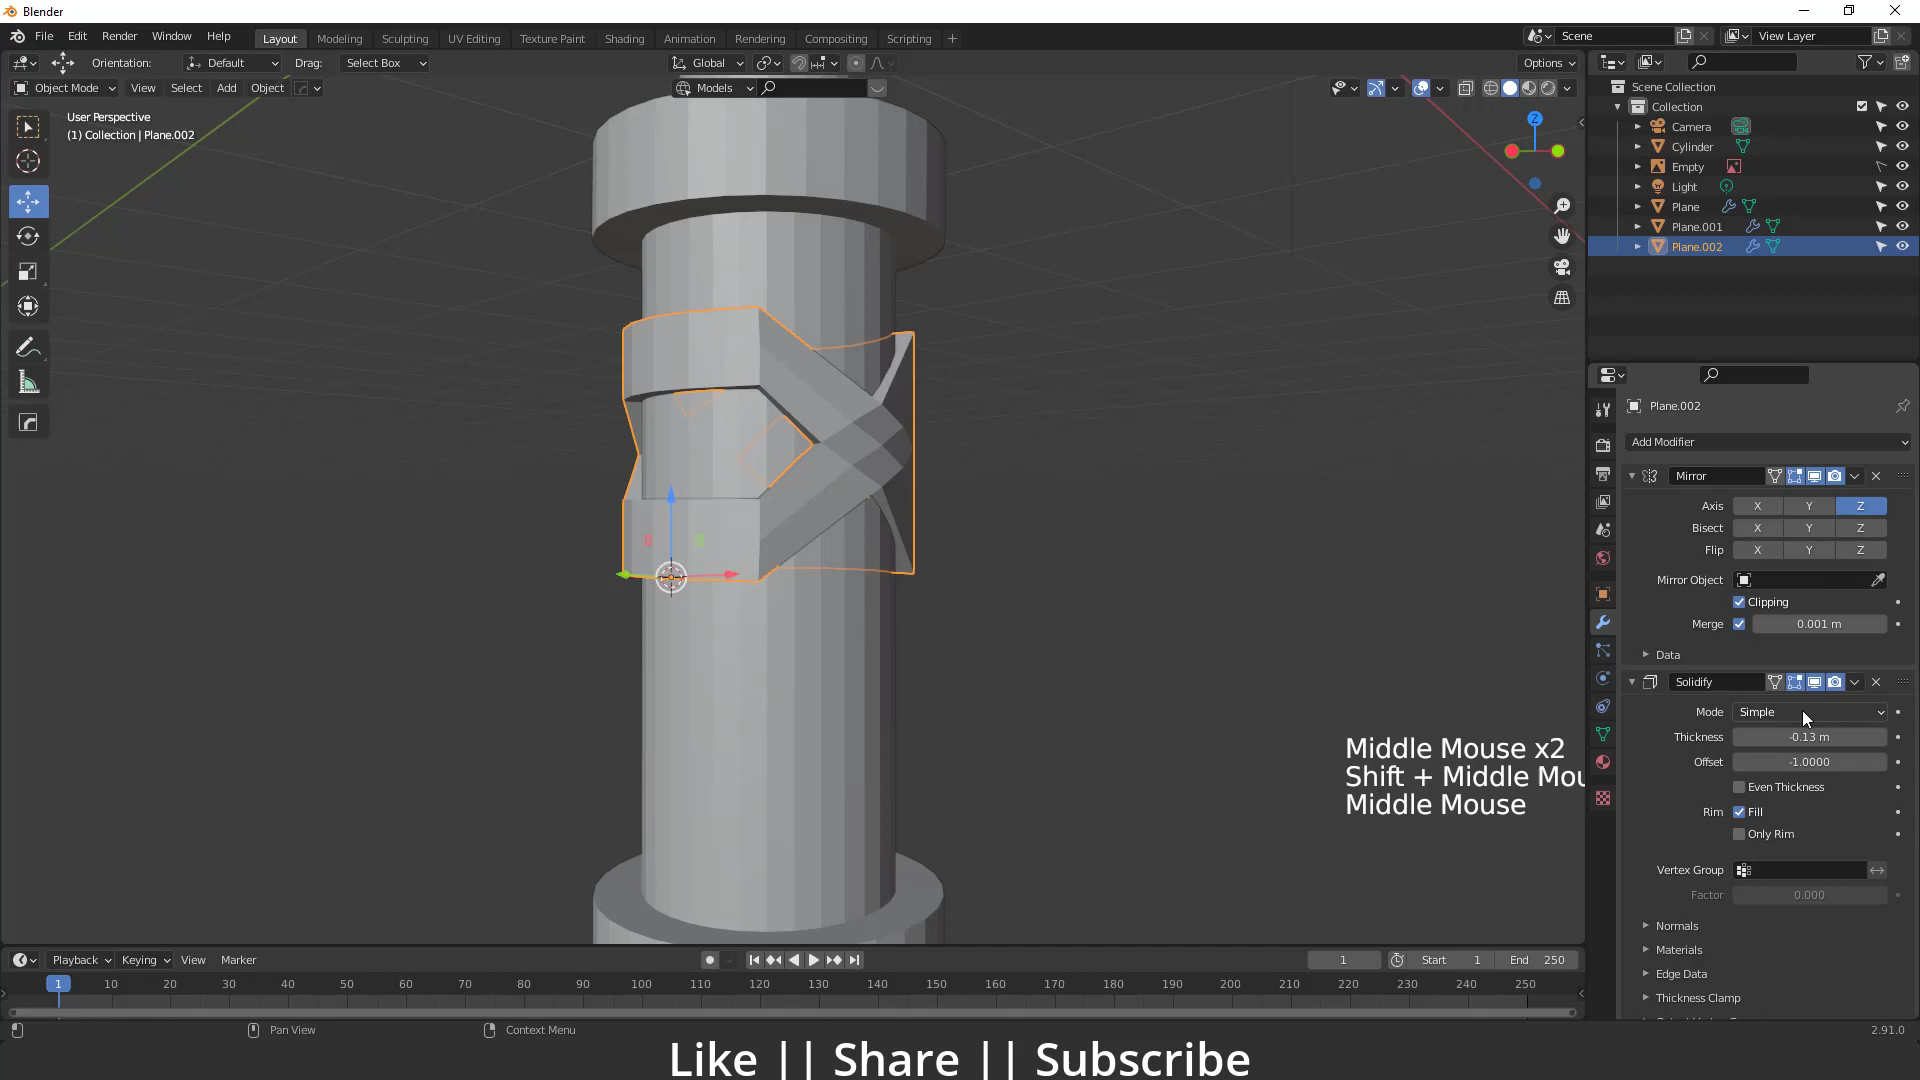 Blender
File Edit Render Window Help
Layout Modeling Sculpting UV Editing Texture Paint Shading Animation Rendering Compositing Scripting +
Scene
View Layer
Orientation: Default Drag: Select Box
Global
Options
Object Mode View Select Add Object
Models
User Perspective
(1) Collection | Plane.002
Z
Scene Collection
Collection
Camera
Cylinder
Empty
Light
Plane
Plane.001
Plane.002
Plane.002
Add Modifier
Mirror
Axis X Y Z
Bisect X Y Z
Flip X Y Z
Mirror Object
Clipping
Merge 0.001 m
Data
Solidify
Mode Simple
Thickness -0.13 m
Offset -1.0000
Even Thickness
Rim Fill
Only Rim
Vertex Group
Factor 0.000
Normals
Materials
Edge Data
Thickness Clamp
Middle Mouse x2
Shift + Middle Mou
Middle Mouse
Playback Keying View Marker
1 Start 1 End 250
1 10 20 30 40 50 60 70 80 90 100 110 120 130 140 150 160 170 180 190 200 210 220 230 240 250
Pan View Context Menu 2.91.0
Like || Share || Subscribe